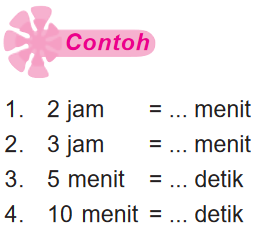 Contoh
1. 2 jam = ... menit
2. 3 jam = ... menit
3. 5 menit = ... detik
4. 10 menit = ... detik